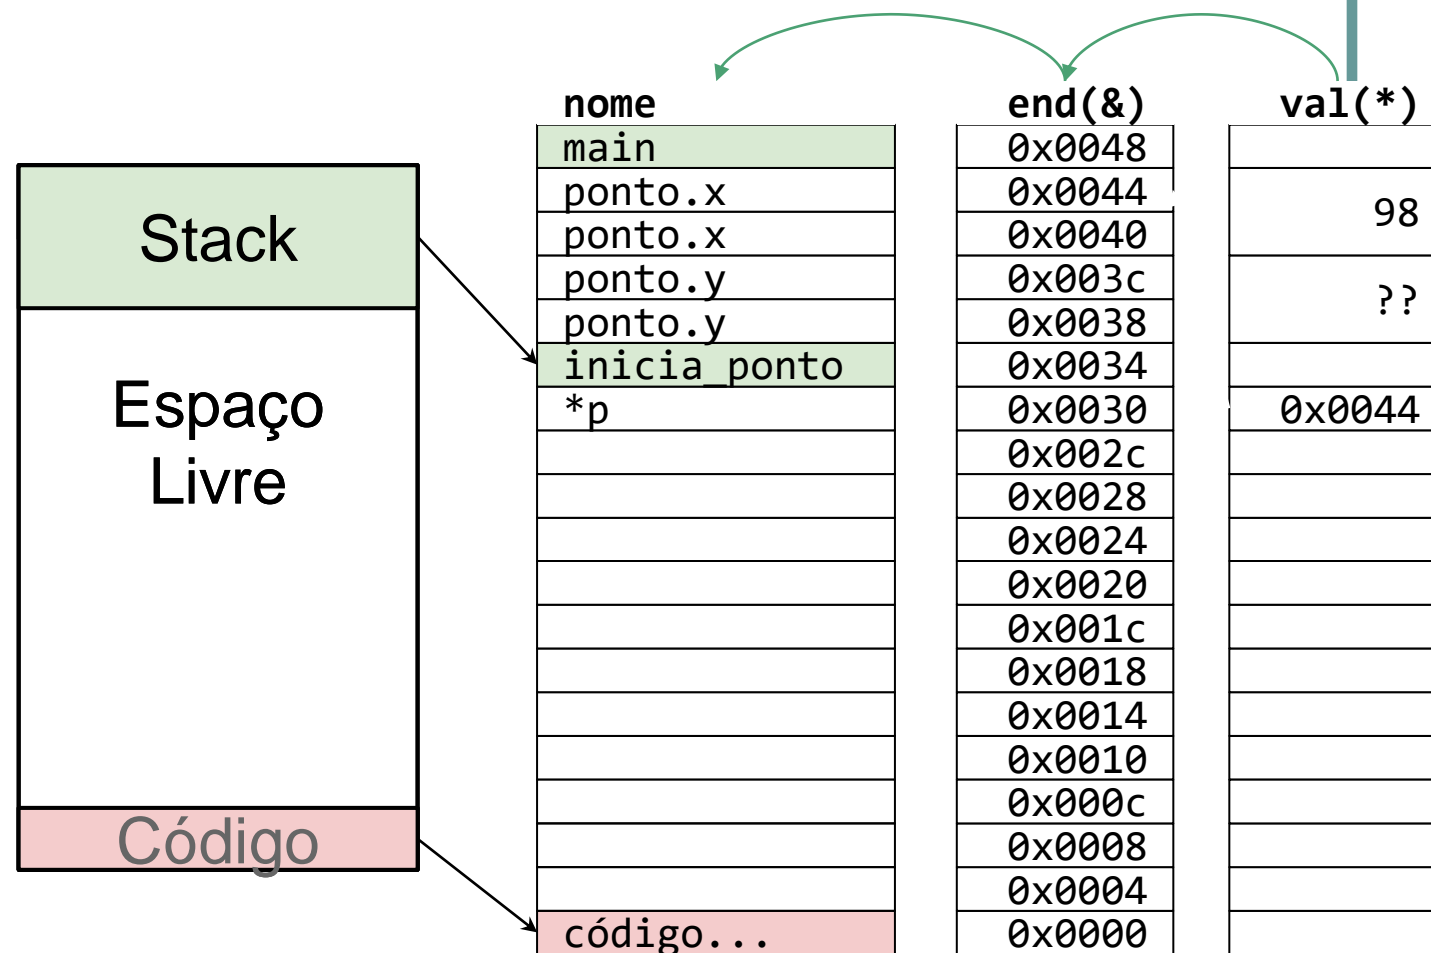 nome end(&) val(*)
main 0x0048
ponto.x 0x0044
98
ponto.x 0x0040
ponto.y 0x003c
??
ponto.y 0x0038
inicia_ponto 0x0034
*p 0x0030 0x0044
0x002c
0x0028
0x0024
0x0020
0x001c
0x0018
0x0014
0x0010
0x000c
0x0008
0x0004
código... 0x0000
Stack
Espaço
Livre
Código